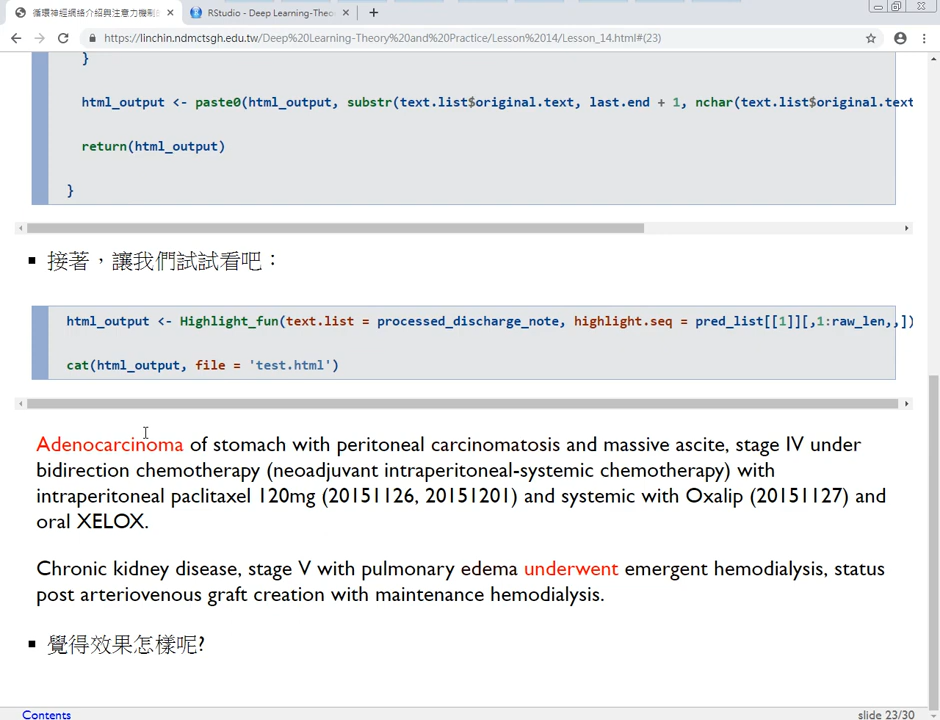 循環神經網絡介紹與注意力機制
RStudio - Deep Learning-Theo
https://linchin.ndmctsgh.edu.tw/Deep%20Learning-Theory%20and%20Practice/Lesson%2014/Lesson_14.html#(23)
}
html_output <- paste0(html_output, substr(text.list$original.text, last.end + 1, nchar(text.list$original.text
return(html_output)
}
▪ 接著，讓我們試試看吧：
html_output <- Highlight_fun(text.list = processed_discharge_note, highlight.seq = pred_list[[1]][,1:raw_len,,])
cat(html_output, file = 'test.html')
Adenocarcinoma of stomach with peritoneal carcinomatosis and massive ascite, stage IV under
bidirection chemotherapy (neoadjuvant intraperitoneal-systemic chemotherapy) with
intraperitoneal paclitaxel 120mg (20151126, 20151201) and systemic with Oxalip (20151127) and
oral XELOX.
Chronic kidney disease, stage V with pulmonary edema underwent emergent hemodialysis, status
post arteriovenous graft creation with maintenance hemodialysis.
▪ 覺得效果怎樣呢?
Contents
slide 23/30